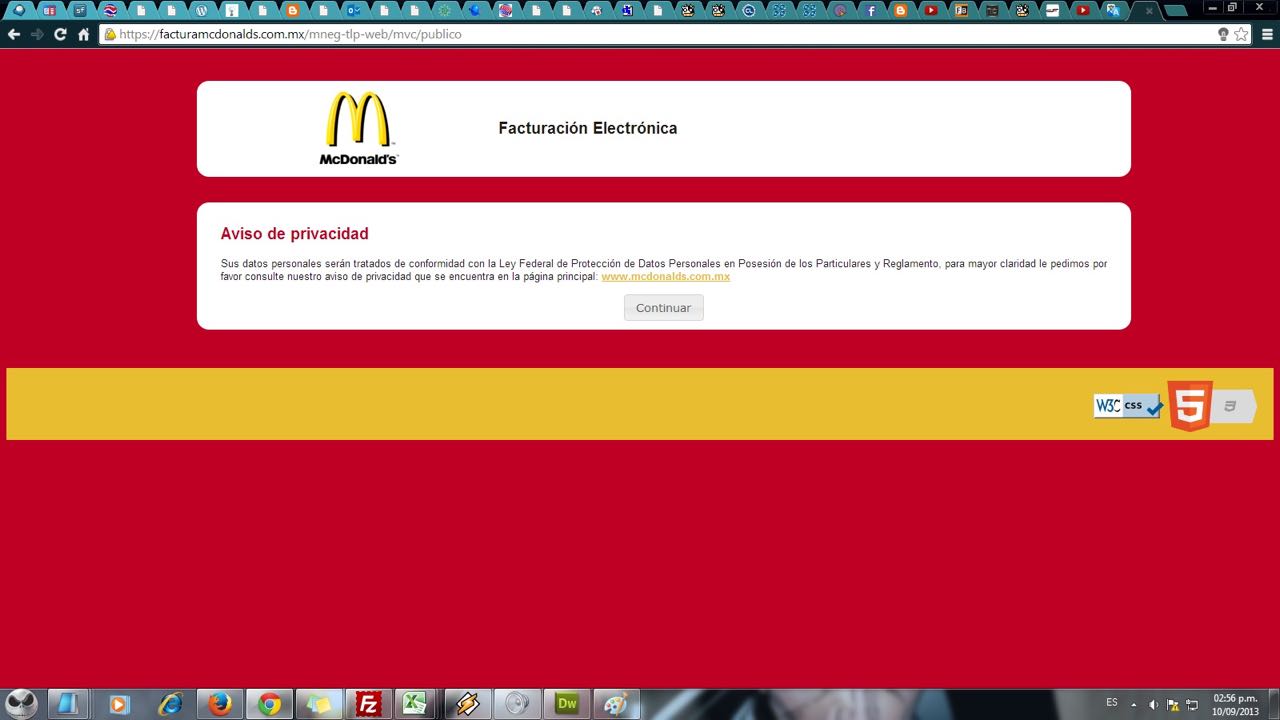 https://facturamcdonalds.com.mx/mneg-tlp-web/mvc/publico
McDonald's™
Facturación Electrónica
Aviso de privacidad
Sus datos personales serán tratados de conformidad con la Ley Federal de Protección de Datos Personales en Posesión de los Particulares y Reglamento, para mayor claridad le pedimos por
favor consulte nuestro aviso de privacidad que se encuentra en la página principal: www.mcdonalds.com.mx
Continuar
W3C css
ES
02:56 p.m.
10/09/2013
Fz
Dw